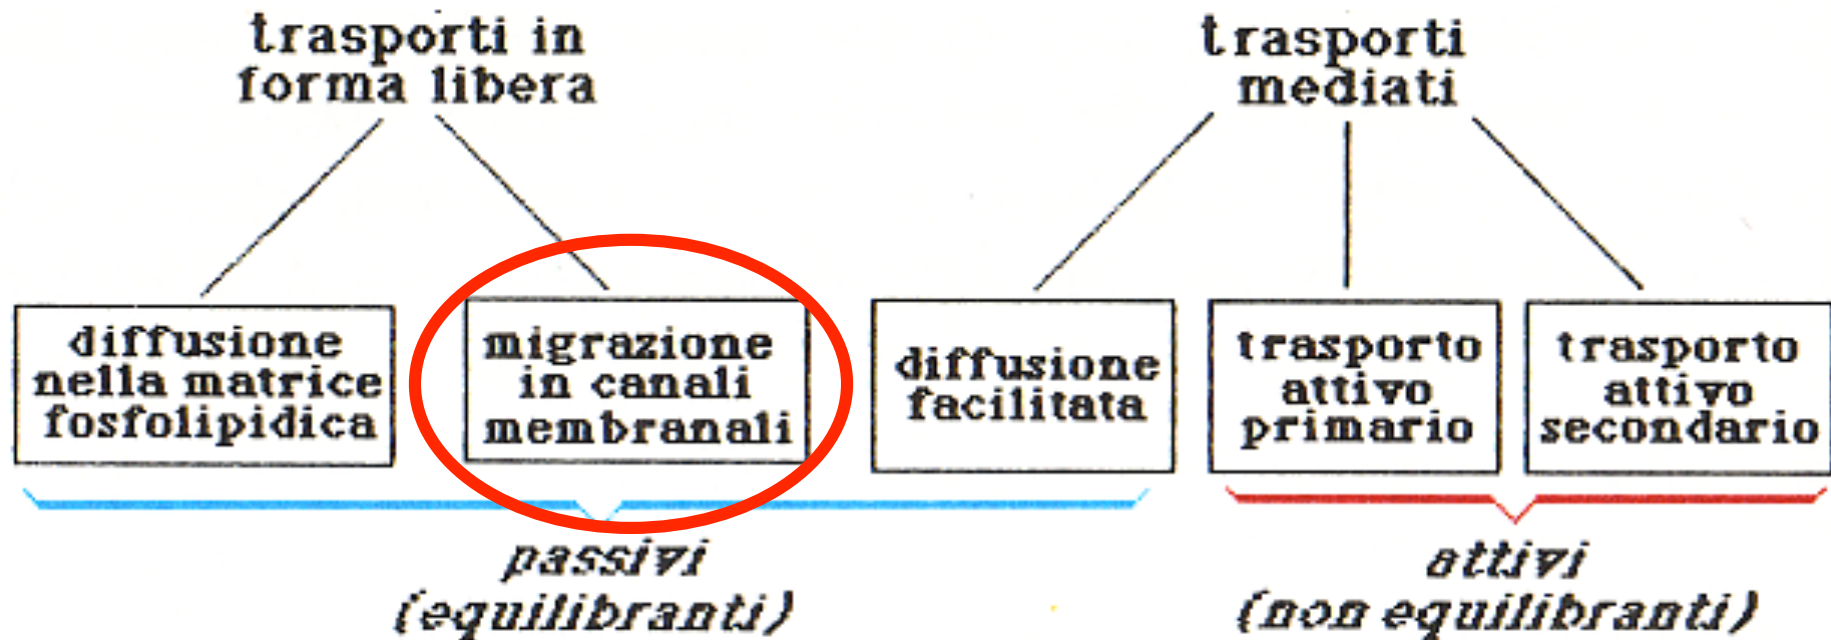 trasporti in
forma libera
trasporti
mediati
diffusione
nella matrice
fosfolipidica
migrazione
in canali
membranali
diffusione
facilitata
trasporto
attivo
primario
trasporto
attivo
secondario
passivi
(equilibranti)
attivi
(non equilibranti)